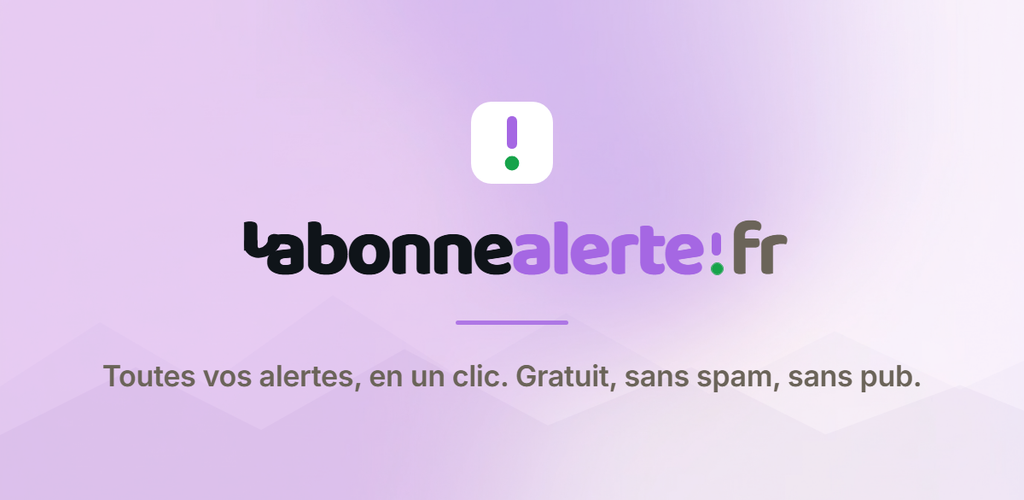 Labonnealerte!fr
Toutes vos alertes, en un clic. Gratuit, sans spam, sans pub.